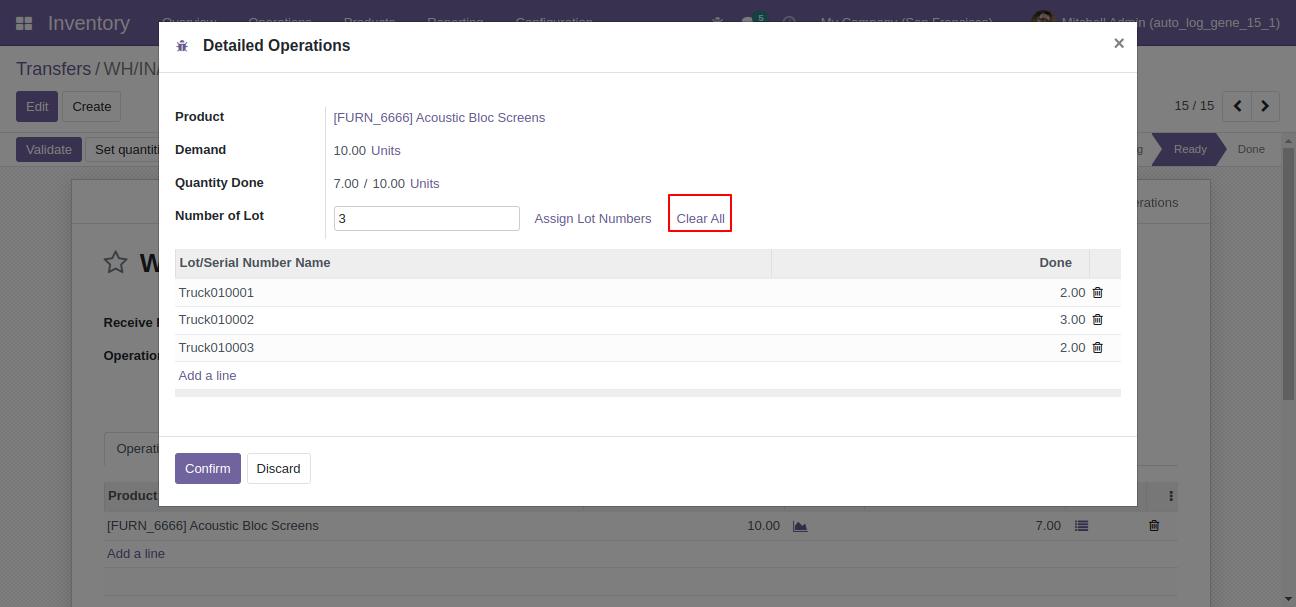 Inventory Overview Operations Products Reporting Configuration 5 My Company (San Francisco) Mitchell Admin (auto_log_gene_15_1)
Detailed Operations ×
Transfers / WH/IN/
Edit Create 15 / 15
Validate Set quantiti Ready Done
Product [FURN_6666] Acoustic Bloc Screens
Demand 10.00 Units
Quantity Done 7.00 / 10.00 Units
Number of Lot 3 Assign Lot Numbers Clear All
erations
W
Lot/Serial Number Name Done
Truck010001 2.00
Truck010002 3.00
Receive
Truck010003 2.00
Operation
Add a line
Operati
Confirm Discard
Product
[FURN_6666] Acoustic Bloc Screens 10.00 7.00
Add a line